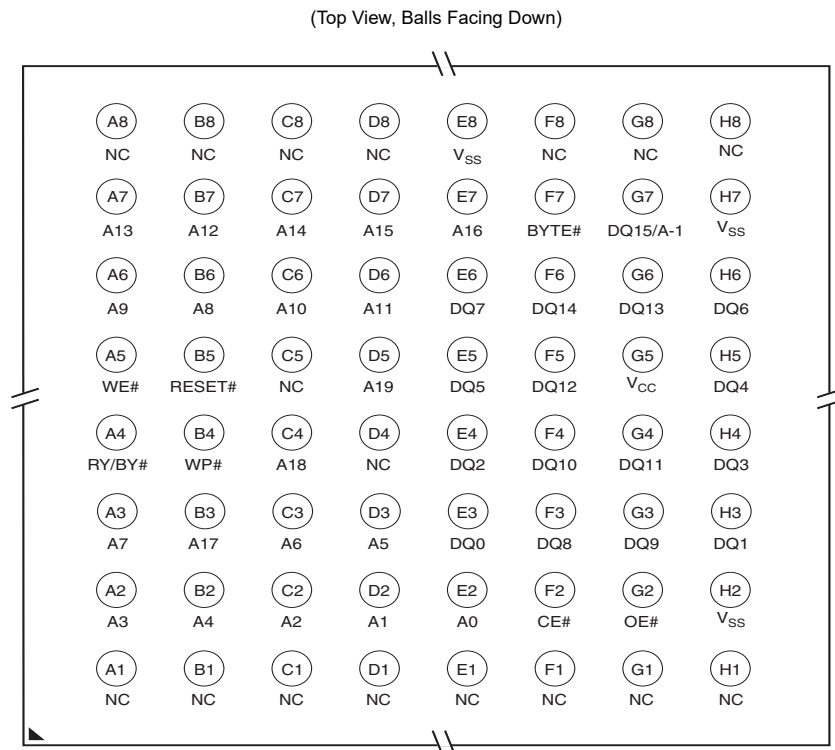 (Top View, Balls Facing Down)
A8 B8 C8 D8 E8 F8 G8 H8
NC NC NC NC VSS NC NC NC
A7 B7 C7 D7 E7 F7 G7 H7
A13 A12 A14 A15 A16 BYTE# DQ15/A-1 VSS
A6 B6 C6 D6 E6 F6 G6 H6
A9 A8 A10 A11 DQ7 DQ14 DQ13 DQ6
A5 B5 C5 D5 E5 F5 G5 H5
WE# RESET# NC A19 DQ5 DQ12 VCC DQ4
A4 B4 C4 D4 E4 F4 G4 H4
RY/BY# WP# A18 NC DQ2 DQ10 DQ11 DQ3
A3 B3 C3 D3 E3 F3 G3 H3
A7 A17 A6 A5 DQ0 DQ8 DQ9 DQ1
A2 B2 C2 D2 E2 F2 G2 H2
A3 A4 A2 A1 A0 CE# OE# VSS
A1 B1 C1 D1 E1 F1 G1 H1
NC NC NC NC NC NC NC NC